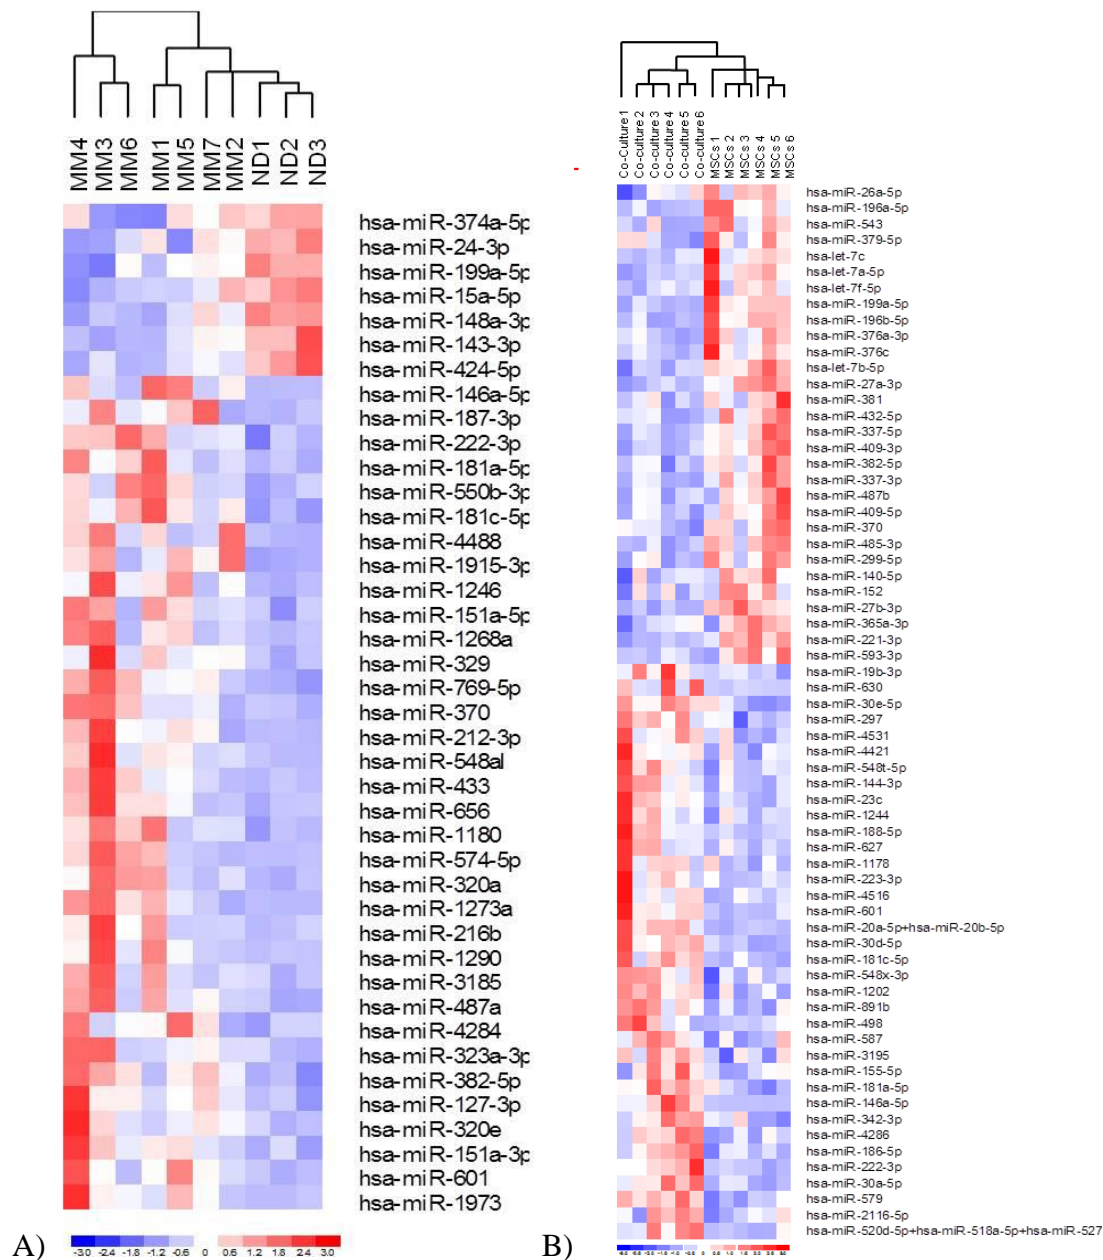 MM4
MM3
MM6
MM1
MM5
MM7
MM2
ND1
ND2
ND3
hsa-miR-374a-5p
hsa-miR-24-3p
hsa-miR-199a-5p
hsa-miR-15a-5p
hsa-miR-148a-3p
hsa-miR-143-3p
hsa-miR-424-5p
hsa-miR-146a-5p
hsa-miR-187-3p
hsa-miR-222-3p
hsa-miR-181a-5p
hsa-miR-550b-3p
hsa-miR-181c-5p
hsa-miR-4488
hsa-miR-1915-3p
hsa-miR-1246
hsa-miR-151a-5p
hsa-miR-1268a
hsa-miR-329
hsa-miR-769-5p
hsa-miR-370
hsa-miR-212-3p
hsa-miR-548al
hsa-miR-433
hsa-miR-656
hsa-miR-1180
hsa-miR-574-5p
hsa-miR-320a
hsa-miR-1273a
hsa-miR-216b
hsa-miR-1290
hsa-miR-3185
hsa-miR-487a
hsa-miR-4284
hsa-miR-323a-3p
hsa-miR-382-5p
hsa-miR-127-3p
hsa-miR-320e
hsa-miR-151a-3p
hsa-miR-601
hsa-miR-1973
A)
-3.0 -2.4 -1.8 -1.2 -0.6 0 0.6 1.2 1.8 2.4 3.0
Co-Culture 1
Co-culture 2
Co-culture 3
Co-culture 4
Co-culture 5
Co-culture 6
MSCs 1
MSCs 2
MSCs 3
MSCs 4
MSCs 5
MSCs 6
hsa-miR-26a-5p
hsa-miR-196a-5p
hsa-miR-543
hsa-miR-379-5p
hsa-let-7c
hsa-let-7a-5p
hsa-let-7f-5p
hsa-miR-199a-5p
hsa-miR-196b-5p
hsa-miR-376a-3p
hsa-miR-376c
hsa-let-7b-5p
hsa-miR-27a-3p
hsa-miR-381
hsa-miR-432-5p
hsa-miR-337-5p
hsa-miR-409-3p
hsa-miR-382-5p
hsa-miR-337-3p
hsa-miR-487b
hsa-miR-409-5p
hsa-miR-370
hsa-miR-485-3p
hsa-miR-299-5p
hsa-miR-140-5p
hsa-miR-152
hsa-miR-27b-3p
hsa-miR-365a-3p
hsa-miR-221-3p
hsa-miR-593-3p
hsa-miR-19b-3p
hsa-miR-630
hsa-miR-30e-5p
hsa-miR-297
hsa-miR-4531
hsa-miR-4421
hsa-miR-548t-5p
hsa-miR-144-3p
hsa-miR-23c
hsa-miR-1244
hsa-miR-188-5p
hsa-miR-627
hsa-miR-1178
hsa-miR-223-3p
hsa-miR-4516
hsa-miR-601
hsa-miR-20a-5p+hsa-miR-20b-5p
hsa-miR-30d-5p
hsa-miR-181c-5p
hsa-miR-548x-3p
hsa-miR-1202
hsa-miR-891b
hsa-miR-498
hsa-miR-587
hsa-miR-3195
hsa-miR-155-5p
hsa-miR-181a-5p
hsa-miR-146a-5p
hsa-miR-342-3p
hsa-miR-4286
hsa-miR-186-5p
hsa-miR-222-3p
hsa-miR-30a-5p
hsa-miR-579
hsa-miR-2116-5p
hsa-miR-520d-5p+hsa-miR-518a-5p+hsa-miR-527
B)